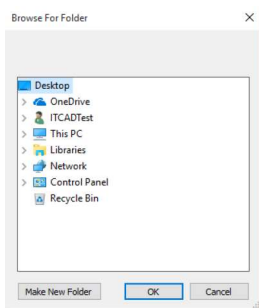 Browse For Folder
Desktop
OneDrive
ITCADTest
This PC
Libraries
Network
Control Panel
Recycle Bin
Make New Folder
OK
Cancel